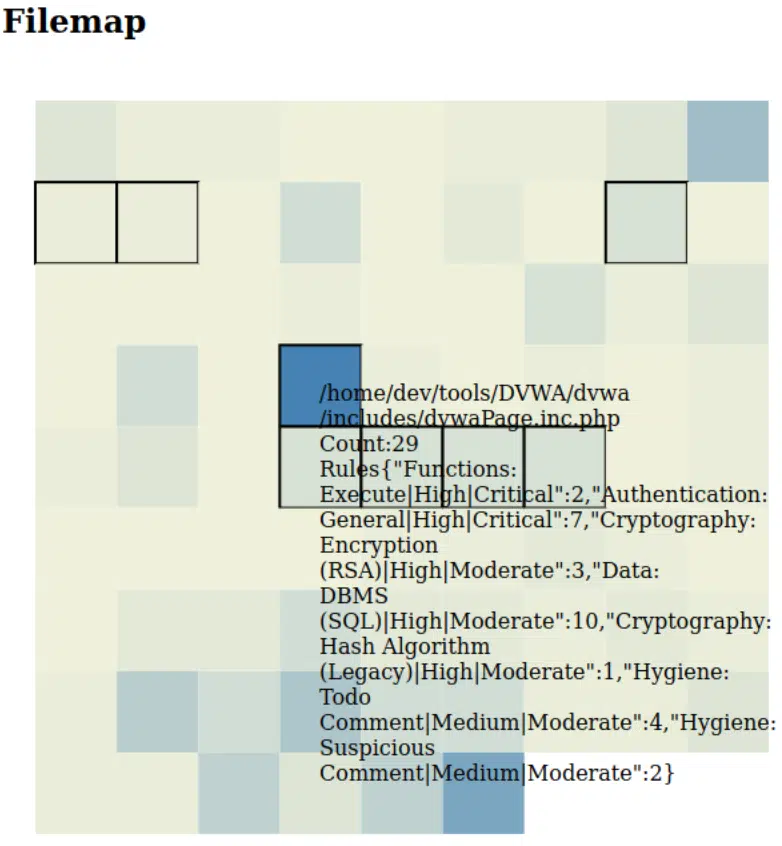 Filemap
/home/dev/tools/DVWA/dvwa
/includes/dvwaPage.inc.php
Count:29
Rules{"Functions:
Execute|High|Critical":2,"Authentication:
General|High|Critical":7,"Cryptography:
Encryption
(RSA)|High|Moderate":3,"Data:
DBMS
(SQL)|High|Moderate":10,"Cryptography:
Hash Algorithm
(Legacy)|High|Moderate":1,"Hygiene:
Todo
Comment|Medium|Moderate":4,"Hygiene:
Suspicious
Comment|Medium|Moderate":2}